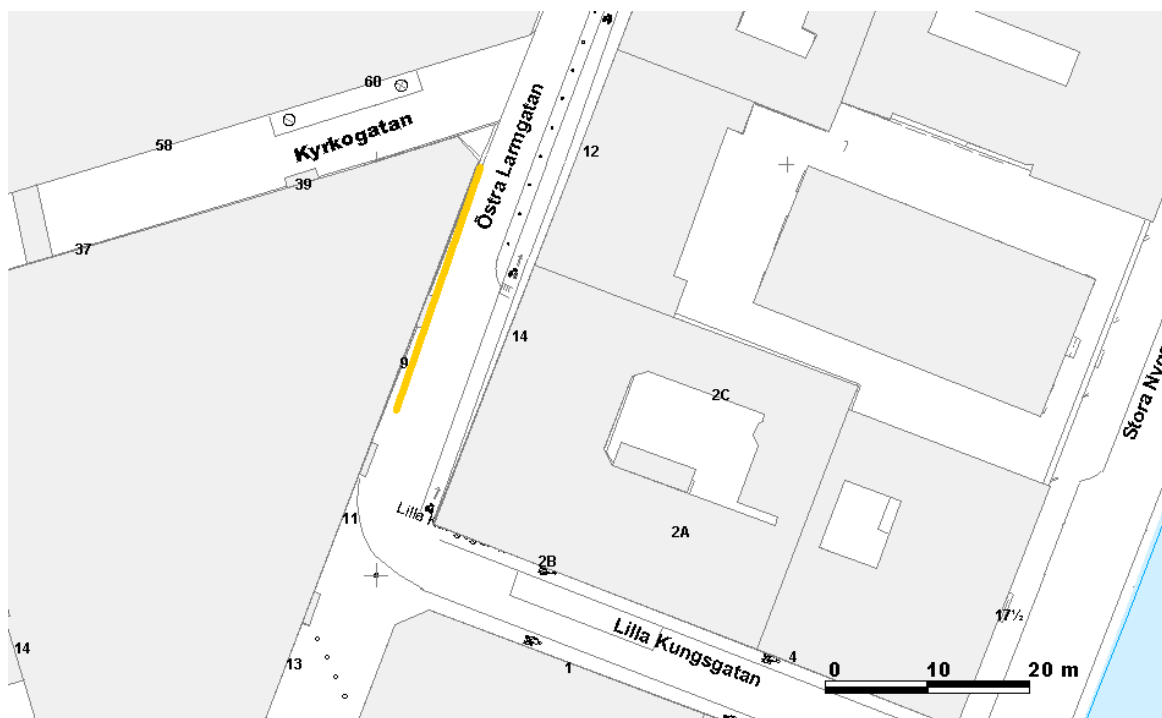 60
Östra Larmgatan
Kyrkogatan
58
12
39
37
14
9
2C
Stora Nyg
Lilla
11
2A
2B
17½
Lilla Kungsgatan
14
13
1
4
0 10 20 m